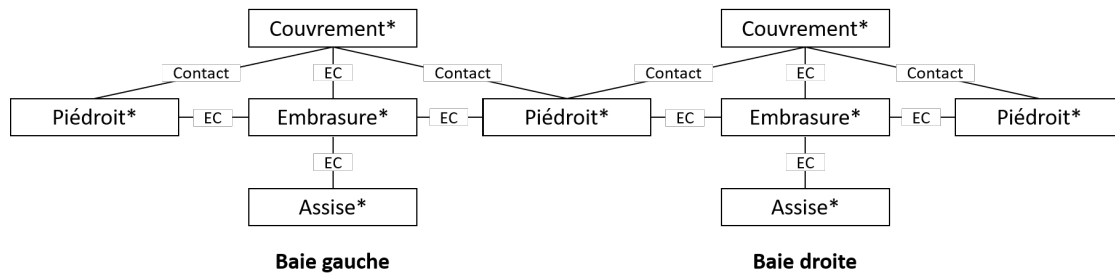 Couvrement* Couvrement*
Contact EC Contact Contact EC Contact
Piédroit* EC Embrasure* EC Piédroit* EC Embrasure* EC Piédroit*
EC EC
Assise* Assise*
Baie gauche Baie droite